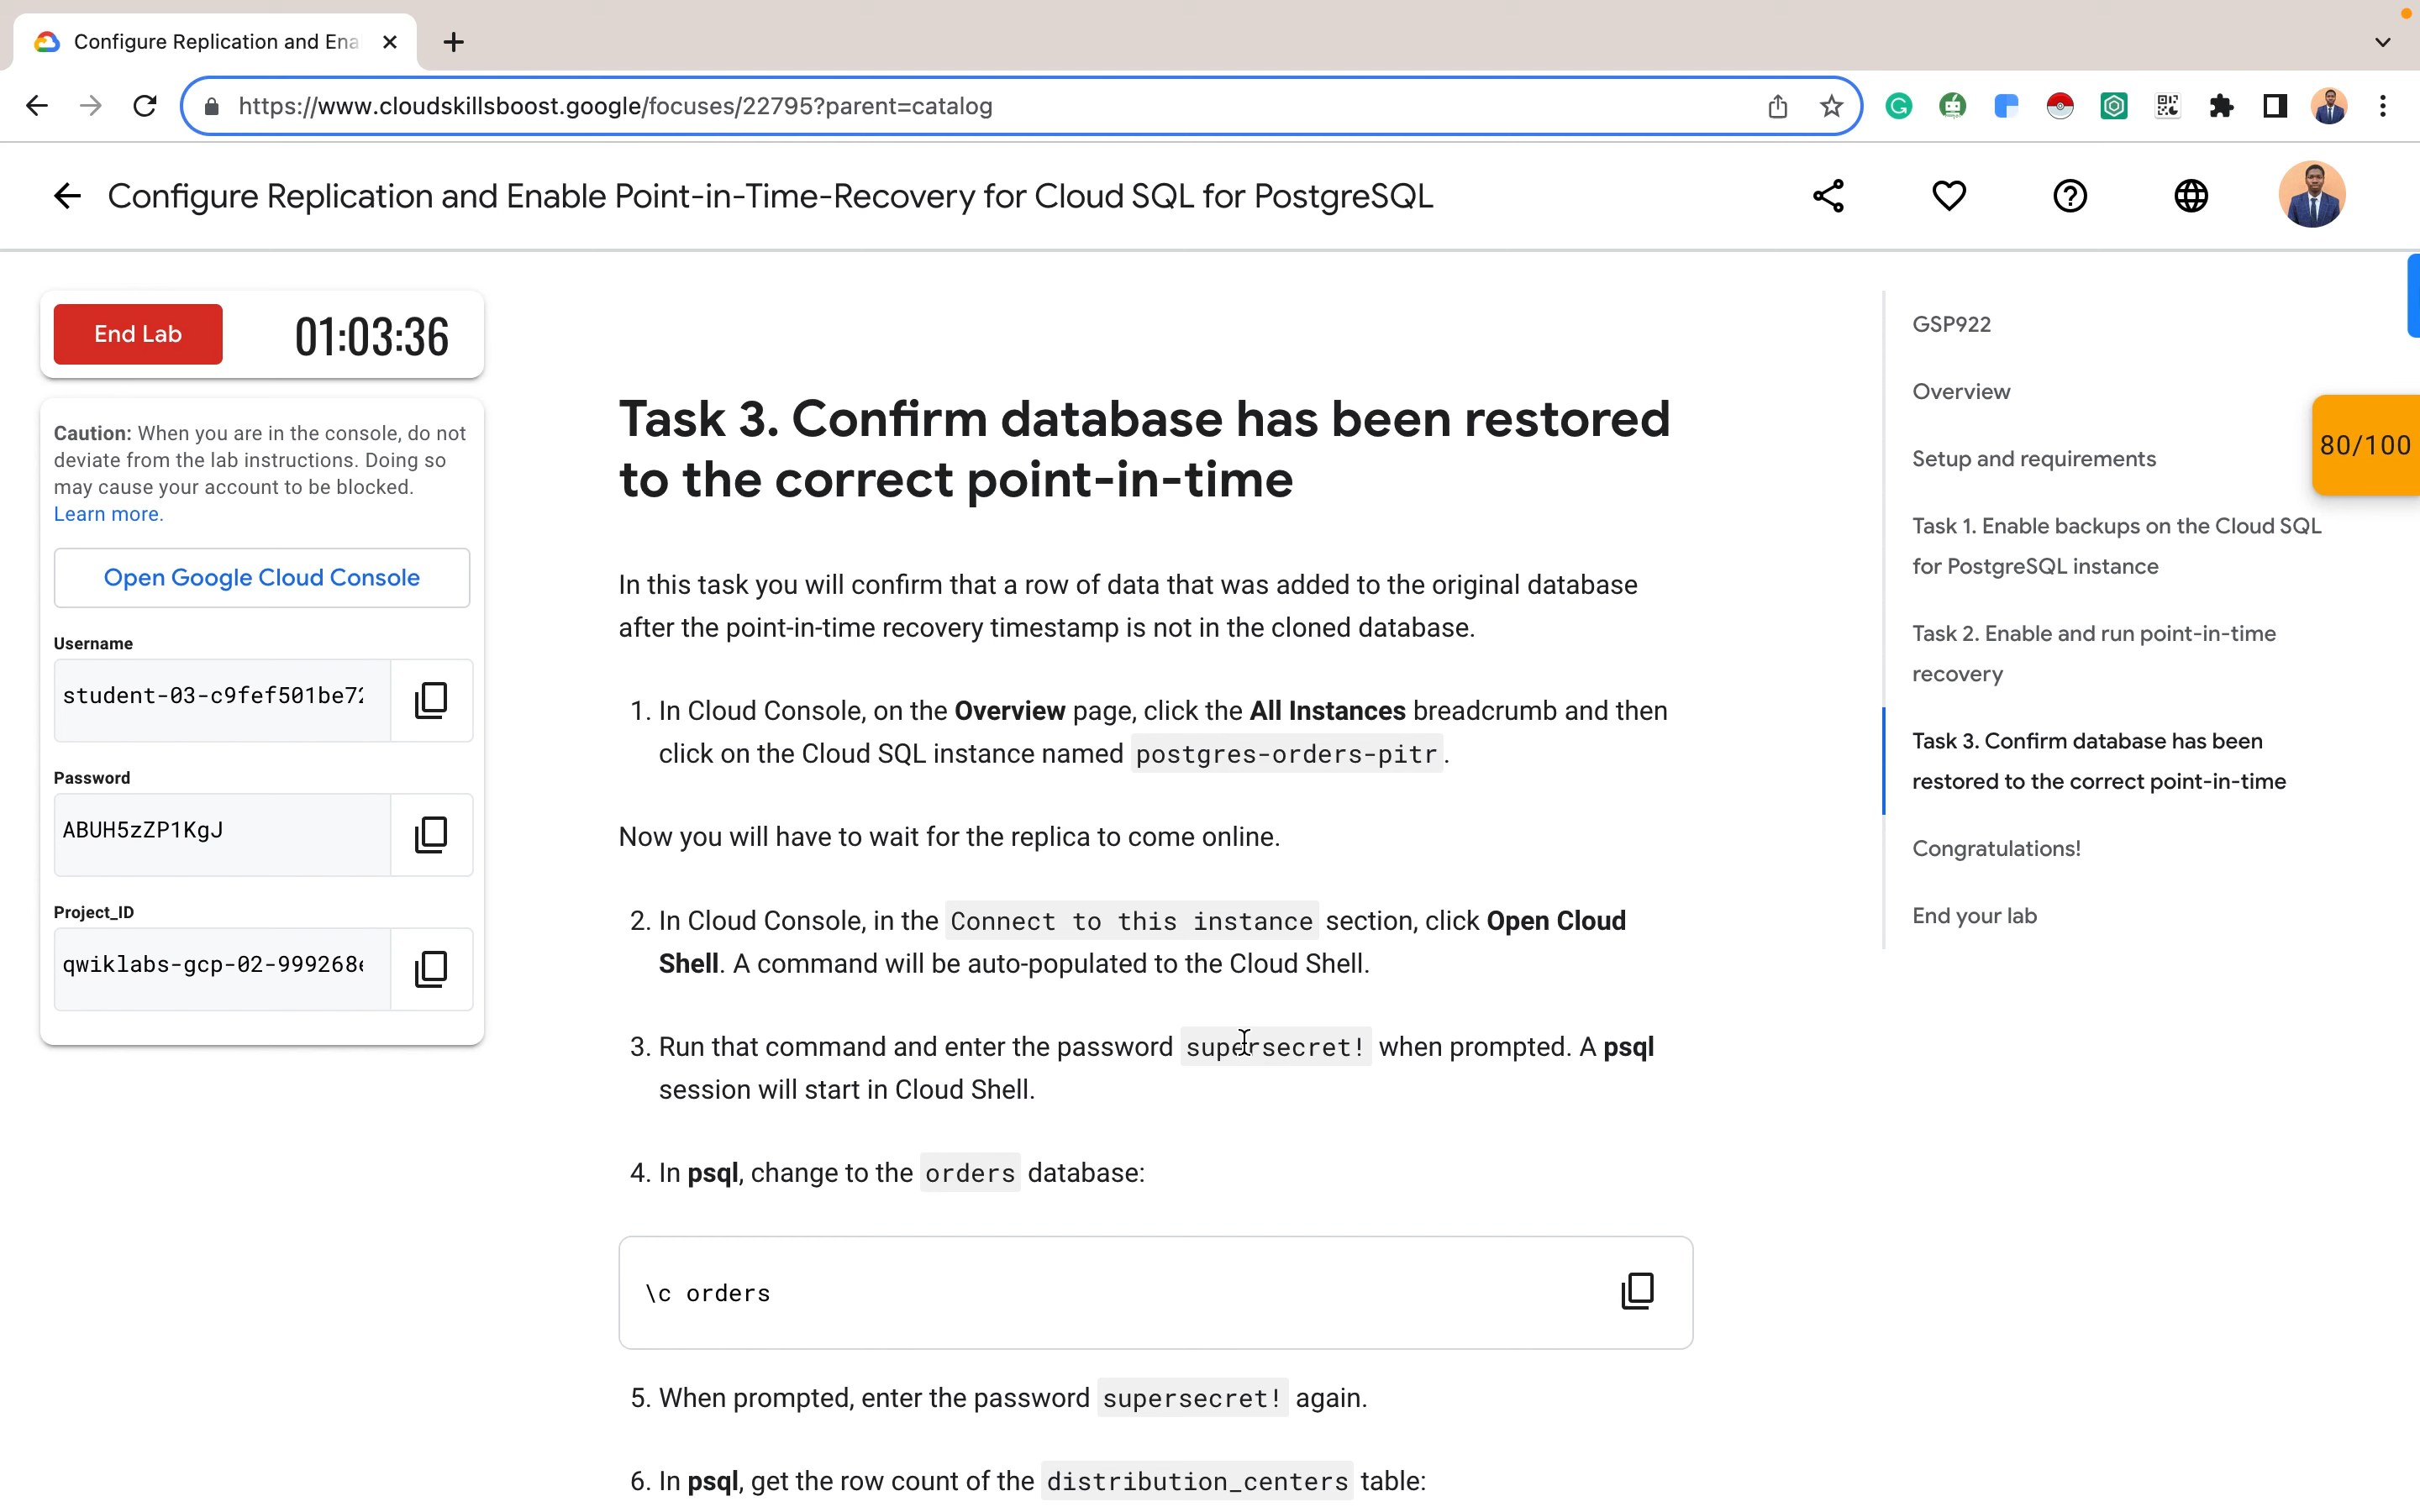 Configure Replication and Ena
https://www.cloudskillsboost.google/focuses/22795?parent=catalog
Configure Replication and Enable Point-in-Time-Recovery for Cloud SQL for PostgreSQL
End Lab
01:03:36
Caution: When you are in the console, do not
deviate from the lab instructions. Doing so
may cause your account to be blocked.
Learn more.
Open Google Cloud Console
Username
student-03-c9fef501be72
Password
ABUH5zZP1KgJ
Project_ID
qwiklabs-gcp-02-999268e
Task 3. Confirm database has been restored
to the correct point-in-time
In this task you will confirm that a row of data that was added to the original database
after the point-in-time recovery timestamp is not in the cloned database.
1. In Cloud Console, on the Overview page, click the All Instances breadcrumb and then
click on the Cloud SQL instance named postgres-orders-pitr.
Now you will have to wait for the replica to come online.
2. In Cloud Console, in the Connect to this instance section, click Open Cloud
Shell. A command will be auto-populated to the Cloud Shell.
3. Run that command and enter the password supersecret! when prompted. A psql
session will start in Cloud Shell.
4. In psql, change to the orders database:
\c orders
5. When prompted, enter the password supersecret! again.
6. In psql, get the row count of the distribution_centers table:
GSP922
Overview
Setup and requirements
Task 1. Enable backups on the Cloud SQL
for PostgreSQL instance
Task 2. Enable and run point-in-time
recovery
Task 3. Confirm database has been
restored to the correct point-in-time
Congratulations!
End your lab
80/100